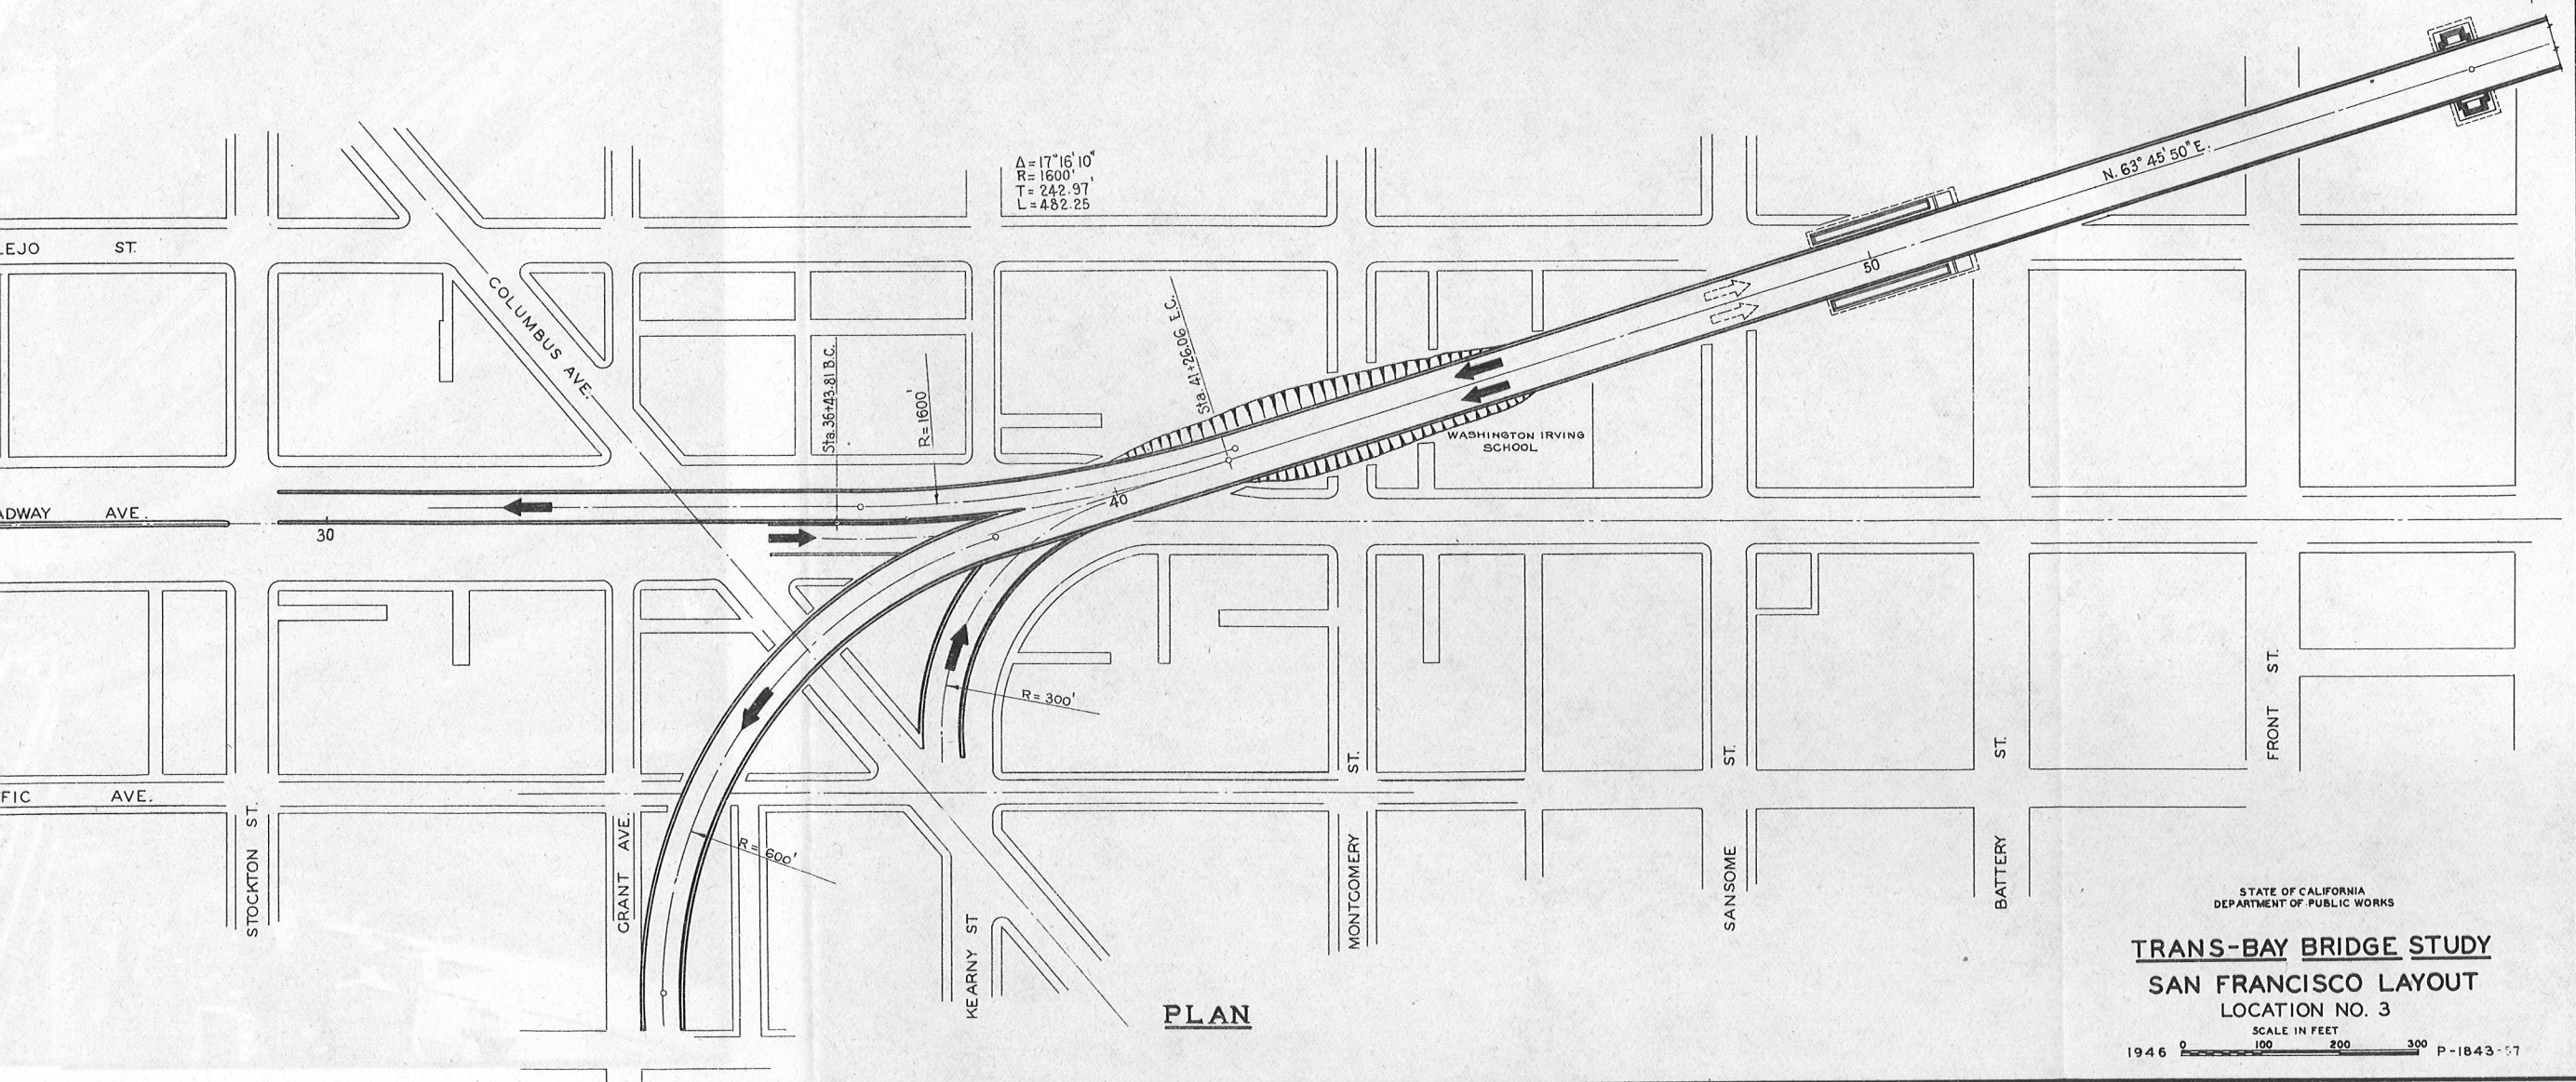 Δ=17°16'10"
R=1600'
T=242.97'
L=482.25
N. 63° 45' 50" E.
LEJO ST.
COLUMBUS AVE.
50
Sta. 36+43.81 B.C.
R=1600'
Sta. 41+26.06 E.C.
WASHINGTON IRVING
SCHOOL
40
ADWAY AVE.
30
R=300'
FIC AVE.
R=600'
STOCKTON ST.
GRANT AVE.
KEARNY ST
MONTGOMERY ST.
SANSOME ST.
BATTERY ST.
FRONT ST.
PLAN
STATE OF CALIFORNIA
DEPARTMENT OF PUBLIC WORKS
TRANS-BAY BRIDGE STUDY
SAN FRANCISCO LAYOUT
LOCATION NO. 3
SCALE IN FEET
1946 0 100 200 300 P-1843-